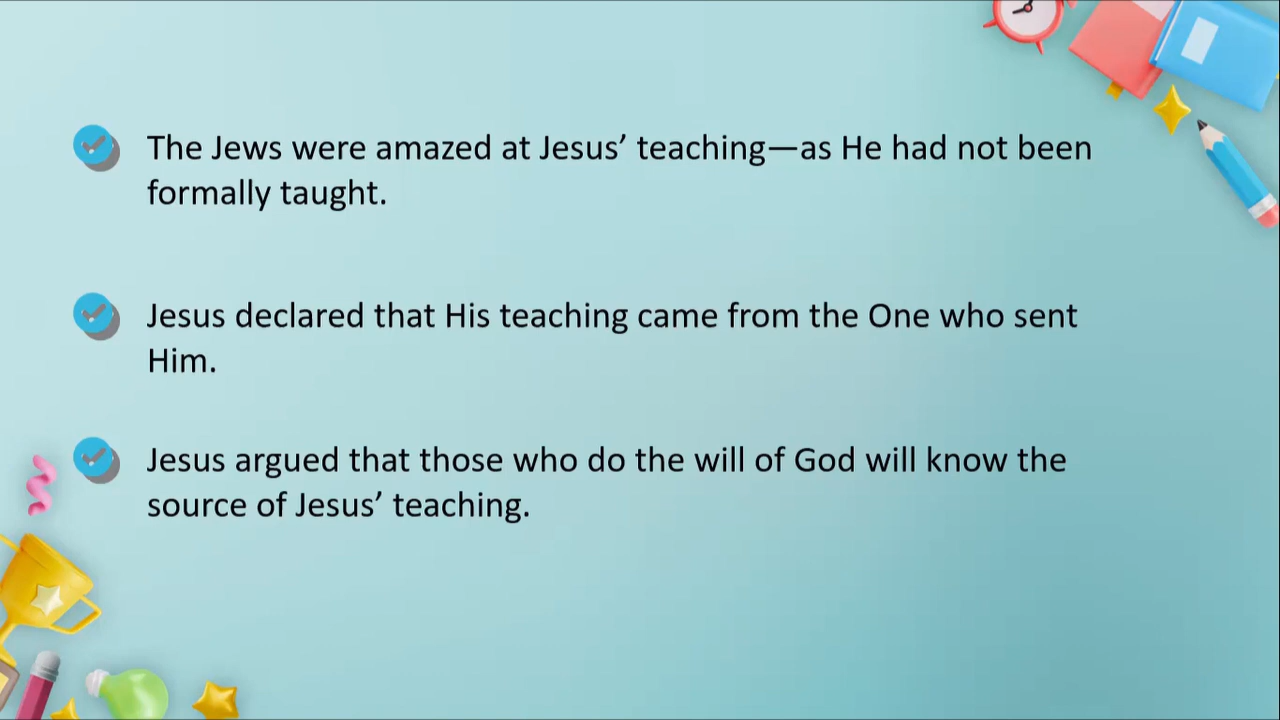 The Jews were amazed at Jesus’ teaching—as He had not been
formally taught.
Jesus declared that His teaching came from the One who sent
Him.
Jesus argued that those who do the will of God will know the
source of Jesus’ teaching.